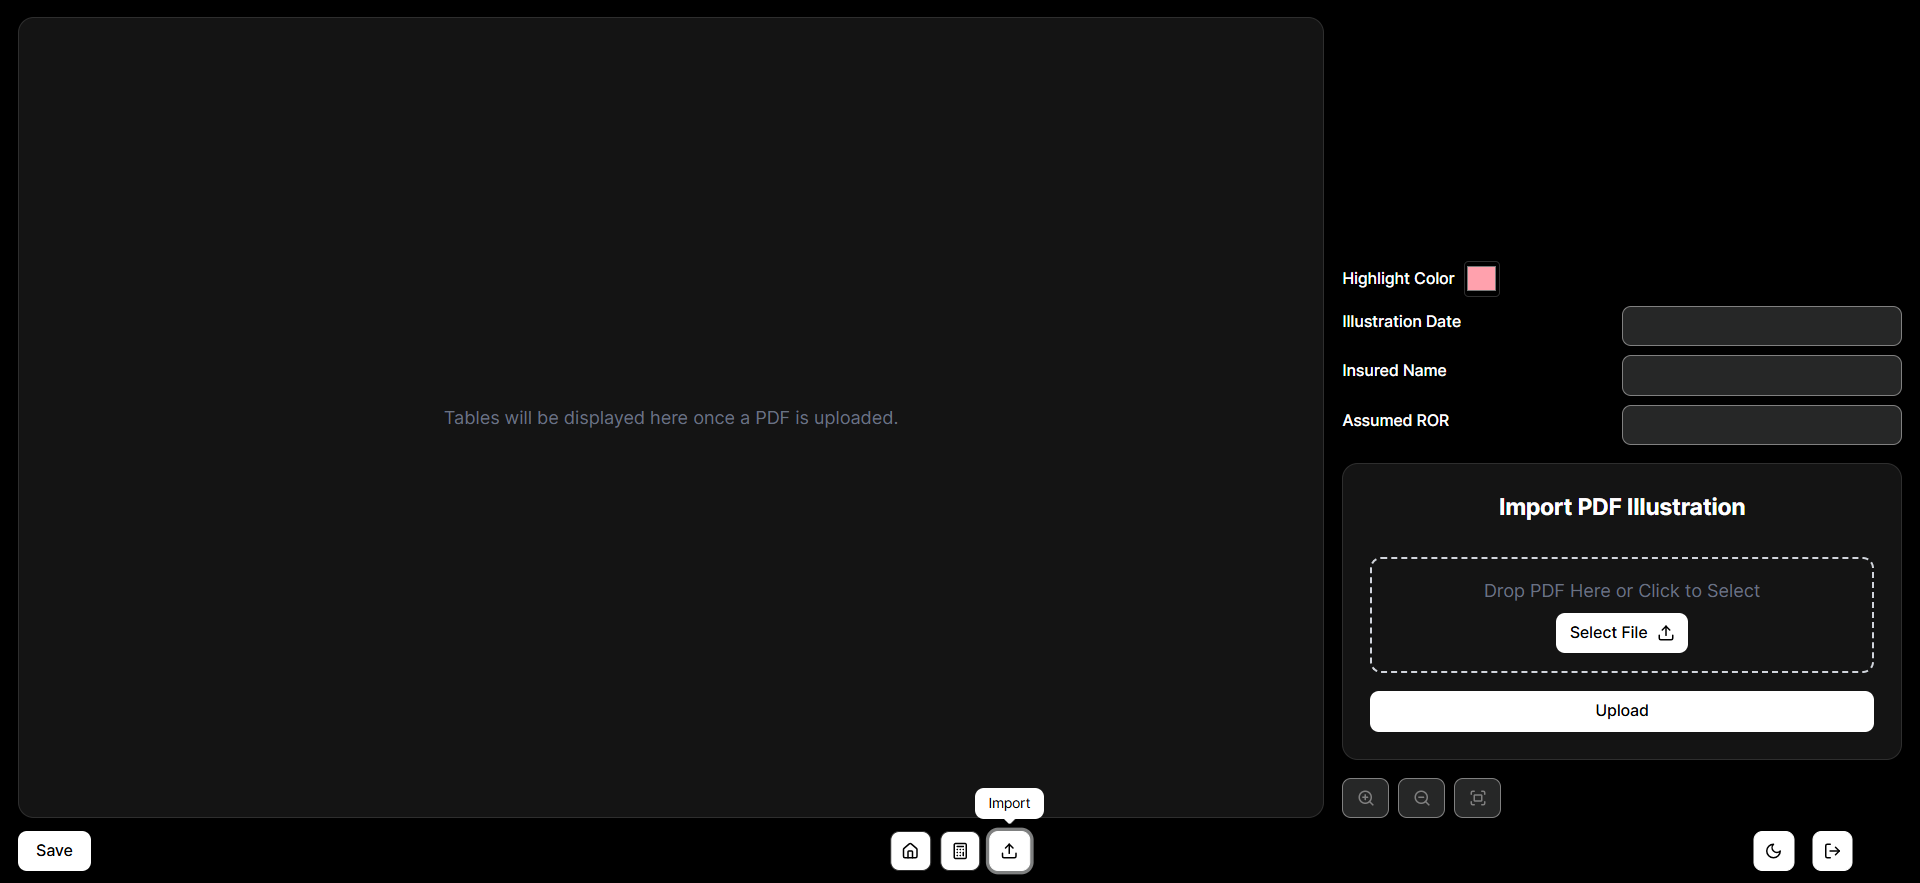 Tables will be displayed here once a PDF is uploaded.
Highlight Color
Illustration Date
Insured Name
Assumed ROR
Import PDF Illustration
Drop PDF Here or Click to Select
Select File
Upload
Import
Save